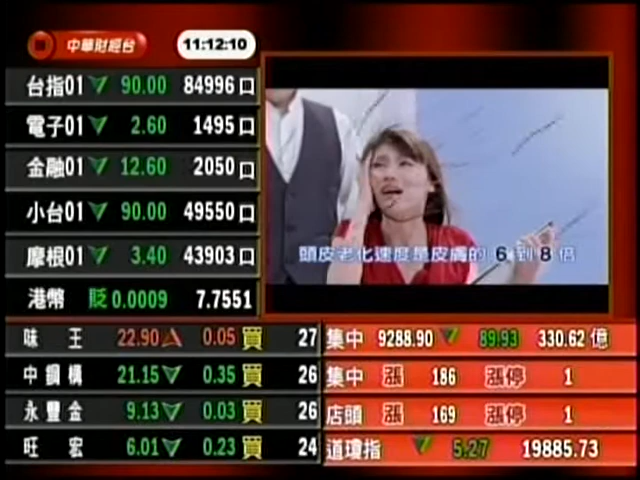 中華財經台 11:12:10
台指01 90.00 84996口
電子01 2.60 1495口
金融01 12.60 2050口
小台01 90.00 49550口
摩根01 3.40 43903口
港幣 貶0.0009 7.7551
頭皮老化速度是皮膚的 6 到 8 倍
味王 22.90 0.05 買 27
中鋼構 21.15 0.35 買 26
永豐金 9.13 0.03 買 26
旺宏 6.01 0.23 買 24
集中 9288.90 89.93 330.62億
集中 漲 186 漲停 1
店頭 漲 169 漲停 1
道瓊指 5.27 19885.73